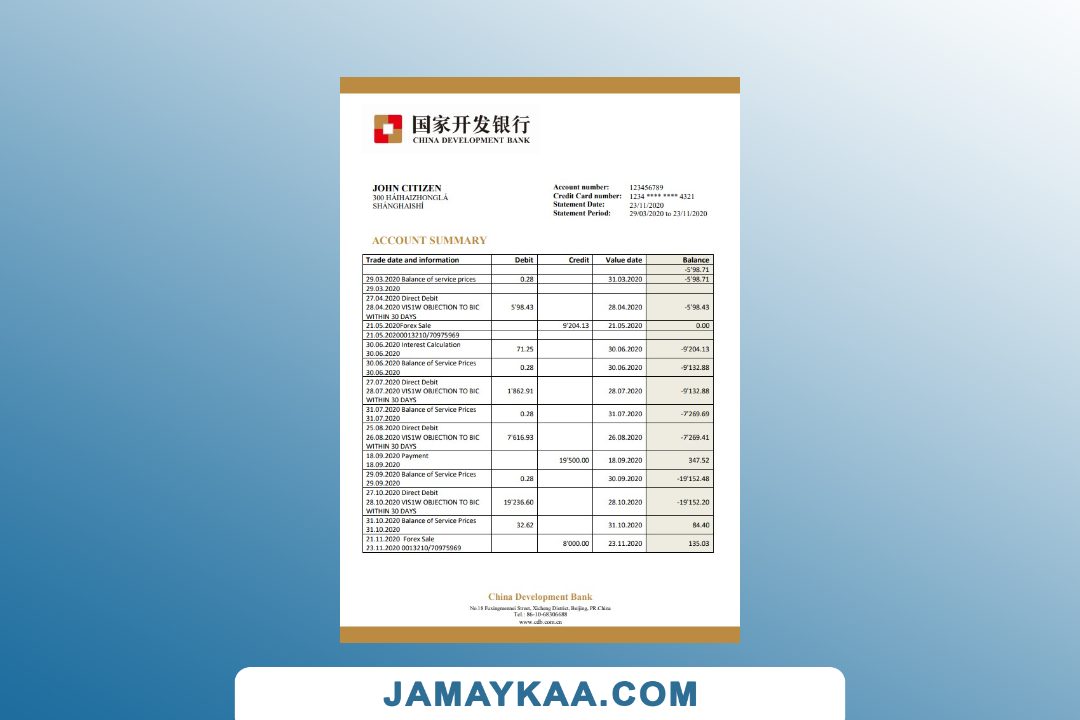 国家开发银行
CHINA DEVELOPMENT BANK
JOHN CITIZEN
300 HÁIHAIZHONGLÀ
SHÀNGHAISHÍ
Account number: 123456789
Credit Card number: 1234 **** **** 4321
Statement Date: 23/11/2020
Statement Period: 29/03/2020 to 23/11/2020
ACCOUNT SUMMARY
Trade date and information Debit Credit Value date Balance
-5'98.71
29.03.2020 Balance of service prices 0.28 31.03.2020 -5'98.71
29.03.2020
27.04.2020 Direct Debit
28.04.2020 VIS1W OBJECTION TO BIC 5'98.43 28.04.2020 -5'98.43
WITHIN 30 DAYS
21.05.2020Forex Sale 9'204.13 21.05.2020 0.00
21.05.20200013210/70975969
30.06.2020 Interest Calculation
30.06.2020 71.25 30.06.2020 -9'204.13
30.06.2020 Balance of Service Prices
30.06.2020 0.28 30.06.2020 -9'132.88
27.07.2020 Direct Debit
28.07.2020 VIS1W OBJECTION TO BIC 1'862.91 28.07.2020 -9'132.88
WITHIN 30 DAYS
31.07.2020 Balance of Service Prices
31.07.2020 0.28 31.07.2020 -7'269.69
25.08.2020 Direct Debit
26.08.2020 VIS1W OBJECTION TO BIC 7'616.93 26.08.2020 -7'269.41
WITHIN 30 DAYS
18.09.2020 Payment
18.09.2020 19'500.00 18.09.2020 347.52
29.09.2020 Balance of Service Prices
29.09.2020 0.28 30.09.2020 -19'152.48
27.10.2020 Direct Debit
28.10.2020 VIS1W OBJECTION TO BIC 19'236.60 28.10.2020 -19'152.20
WITHIN 30 DAYS
31.10.2020 Balance of Service Prices
31.10.2020 32.62 31.10.2020 84.40
21.11.2020 Forex Sale
23.11.2020 0013210/70975969 8'000.00 23.11.2020 135.03
China Development Bank
No.18 Fuxingmennei Street, Xicheng District, Beijing, PR China
Tel.: 86-10-68306688
www.cdb.com.cn
JAMAYKAA.COM